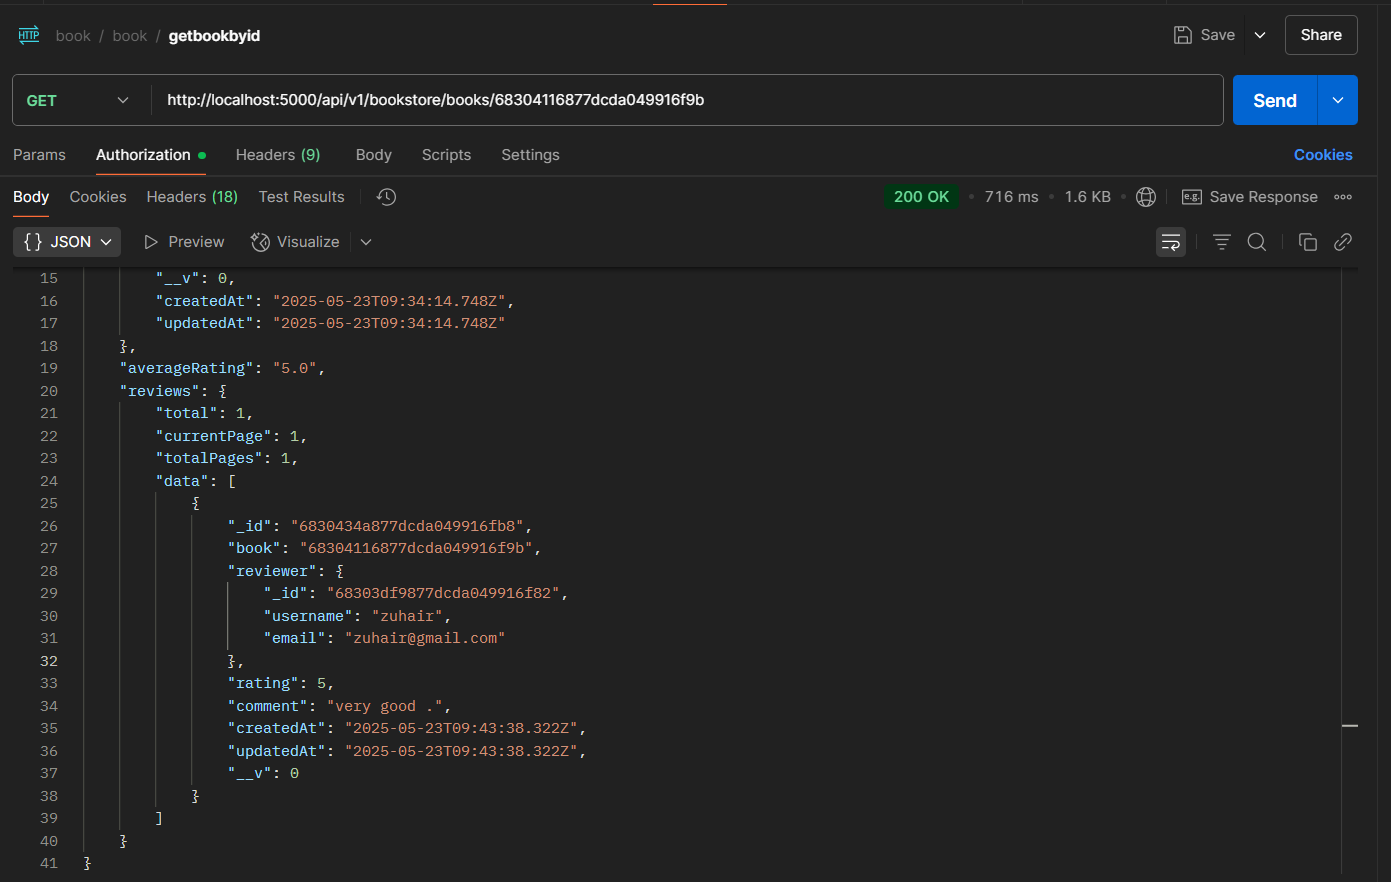 HTTP book / book / getbookbyid Save Share
GET http://localhost:5000/api/v1/bookstore/books/68304116877dcda049916f9b Send
Params Authorization Headers (9) Body Scripts Settings Cookies
Body Cookies Headers (18) Test Results 200 OK 716 ms 1.6 KB e.g. Save Response
{} JSON Preview Visualize
15 "__v": 0,
16 "createdAt": "2025-05-23T09:34:14.748Z",
17 "updatedAt": "2025-05-23T09:34:14.748Z"
18 },
19 "averageRating": "5.0",
20 "reviews": {
21 "total": 1,
22 "currentPage": 1,
23 "totalPages": 1,
24 "data": [
25 {
26 "_id": "6830434a877dcda049916fb8",
27 "book": "68304116877dcda049916f9b",
28 "reviewer": {
29 "_id": "68303df9877dcda049916f82",
30 "username": "zuhair",
31 "email": "zuhair@gmail.com"
32 },
33 "rating": 5,
34 "comment": "very good .",
35 "createdAt": "2025-05-23T09:43:38.322Z",
36 "updatedAt": "2025-05-23T09:43:38.322Z",
37 "__v": 0
38 }
39 ]
40 }
41 }